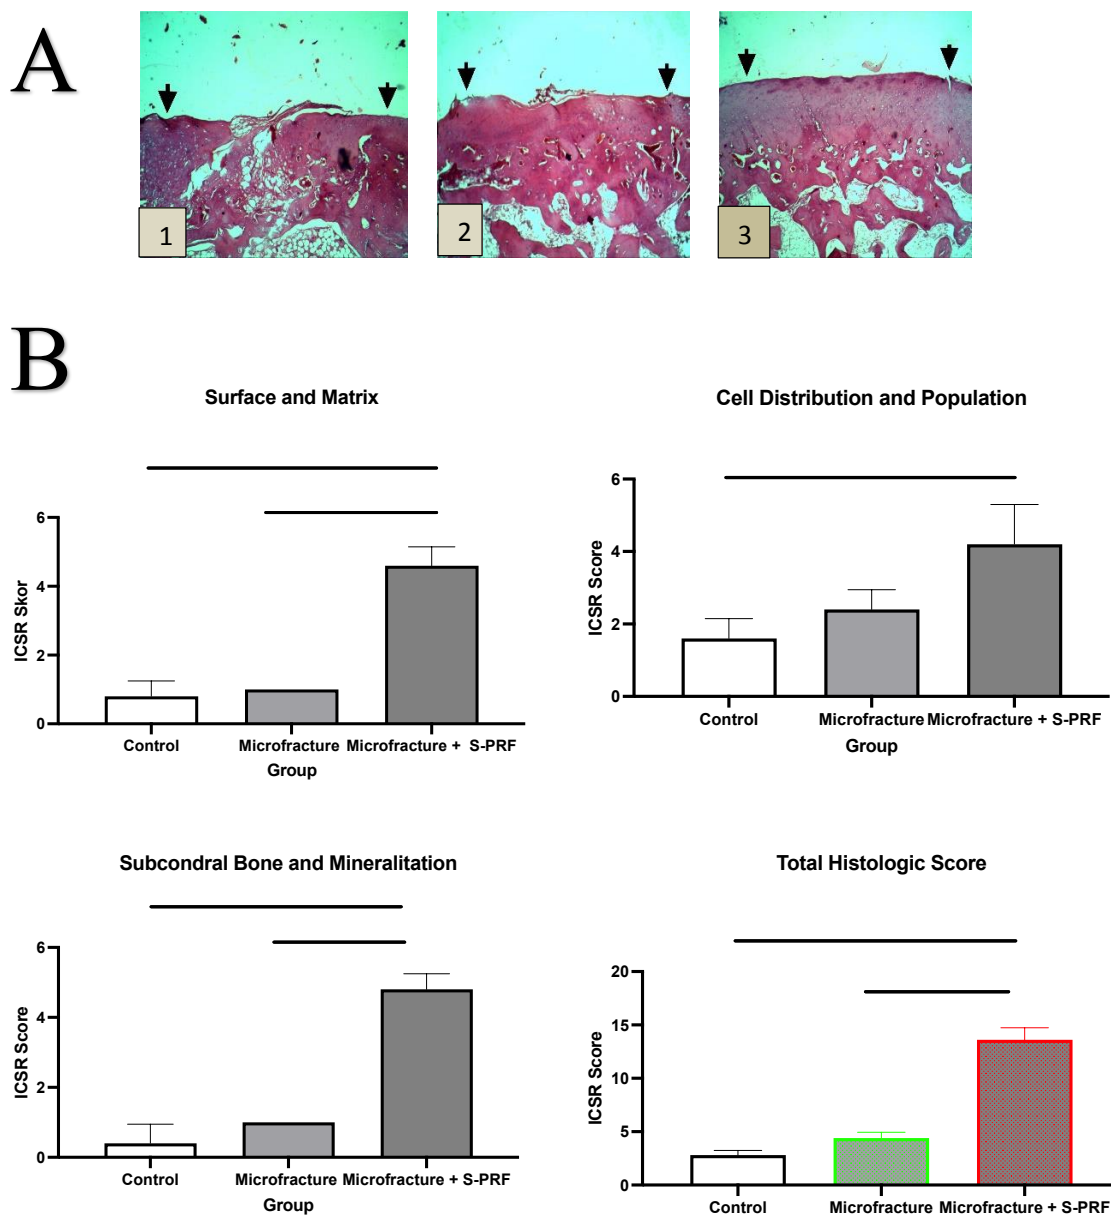 A
1
2
3
B
Surface and Matrix
ICSR Skor
6
4
2
0
Control
Microfracture
Microfracture + S-PRF
Group
Cell Distribution and Population
ICSR Score
6
4
2
0
Control
Microfracture
Microfracture + S-PRF
Group
Subcondral Bone and Mineralitation
ICSR Score
6
4
2
0
Control
Microfracture
Microfracture + S-PRF
Group
Total Histologic Score
ICSR Score
20
15
10
5
0
Control
Microfracture
Microfracture + S-PRF